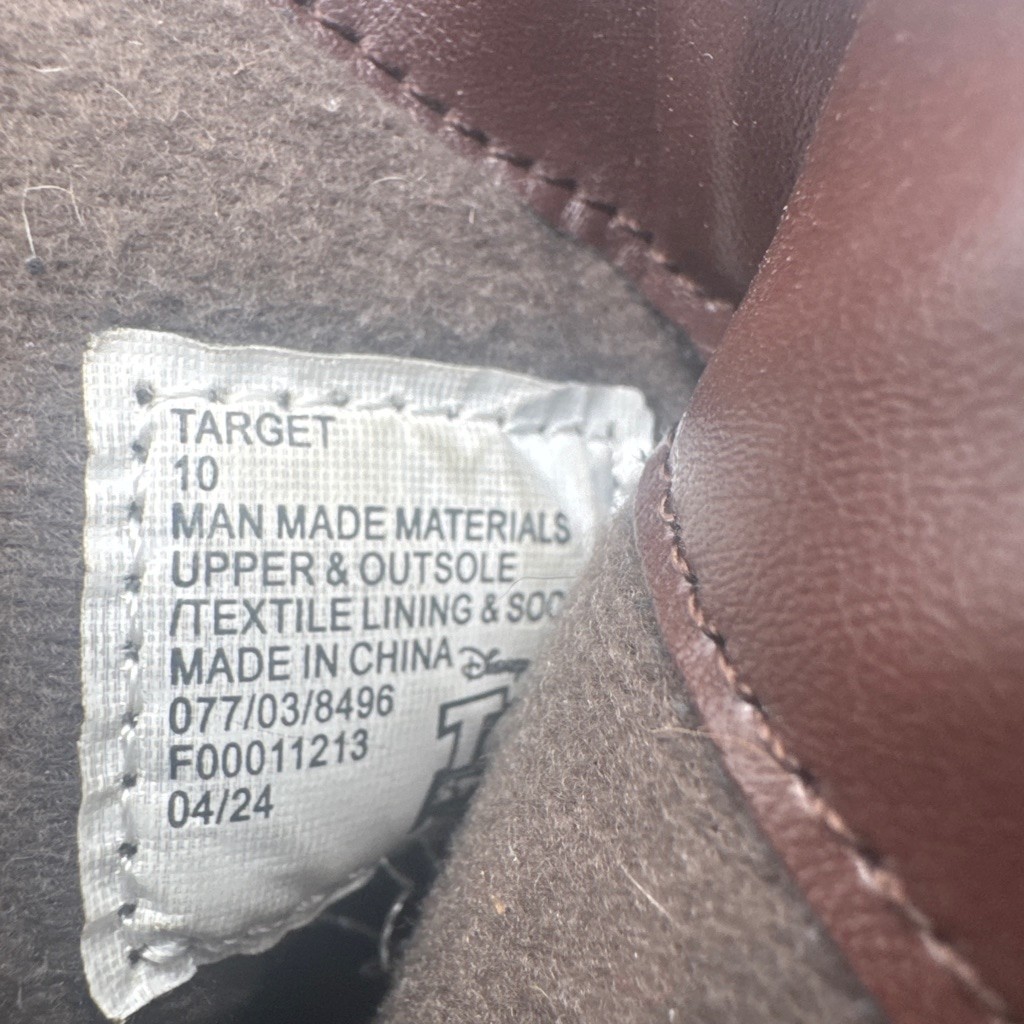 TARGET
10
MAN MADE MATERIALS
UPPER & OUTSOLE
/TEXTILE LINING & SOC
MADE IN CHINA Disney
077/03/8496
F00011213
04/24